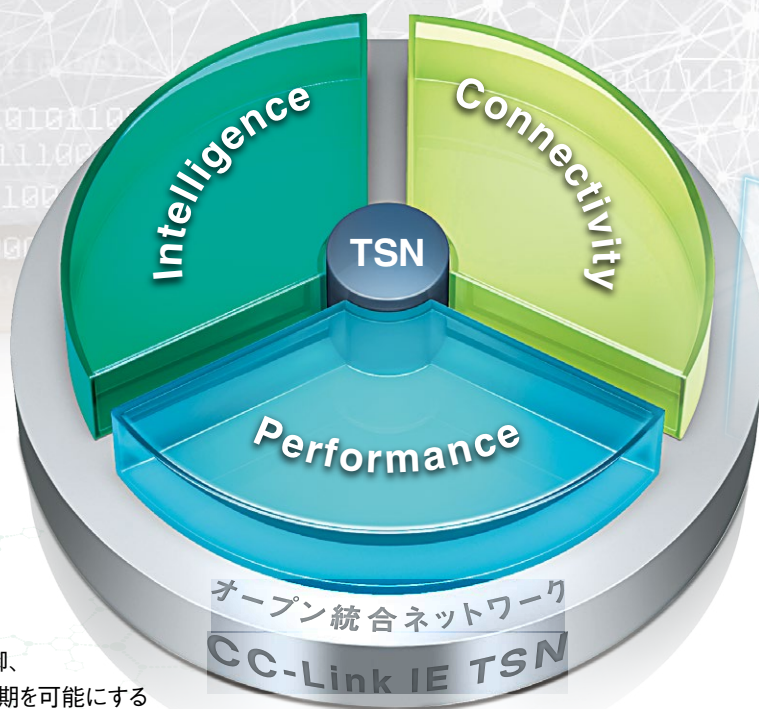 Intelligence
Connectivity
TSN
Performance
オープン統合ネットワーク
CC-Link IE TSN
期を可能にする